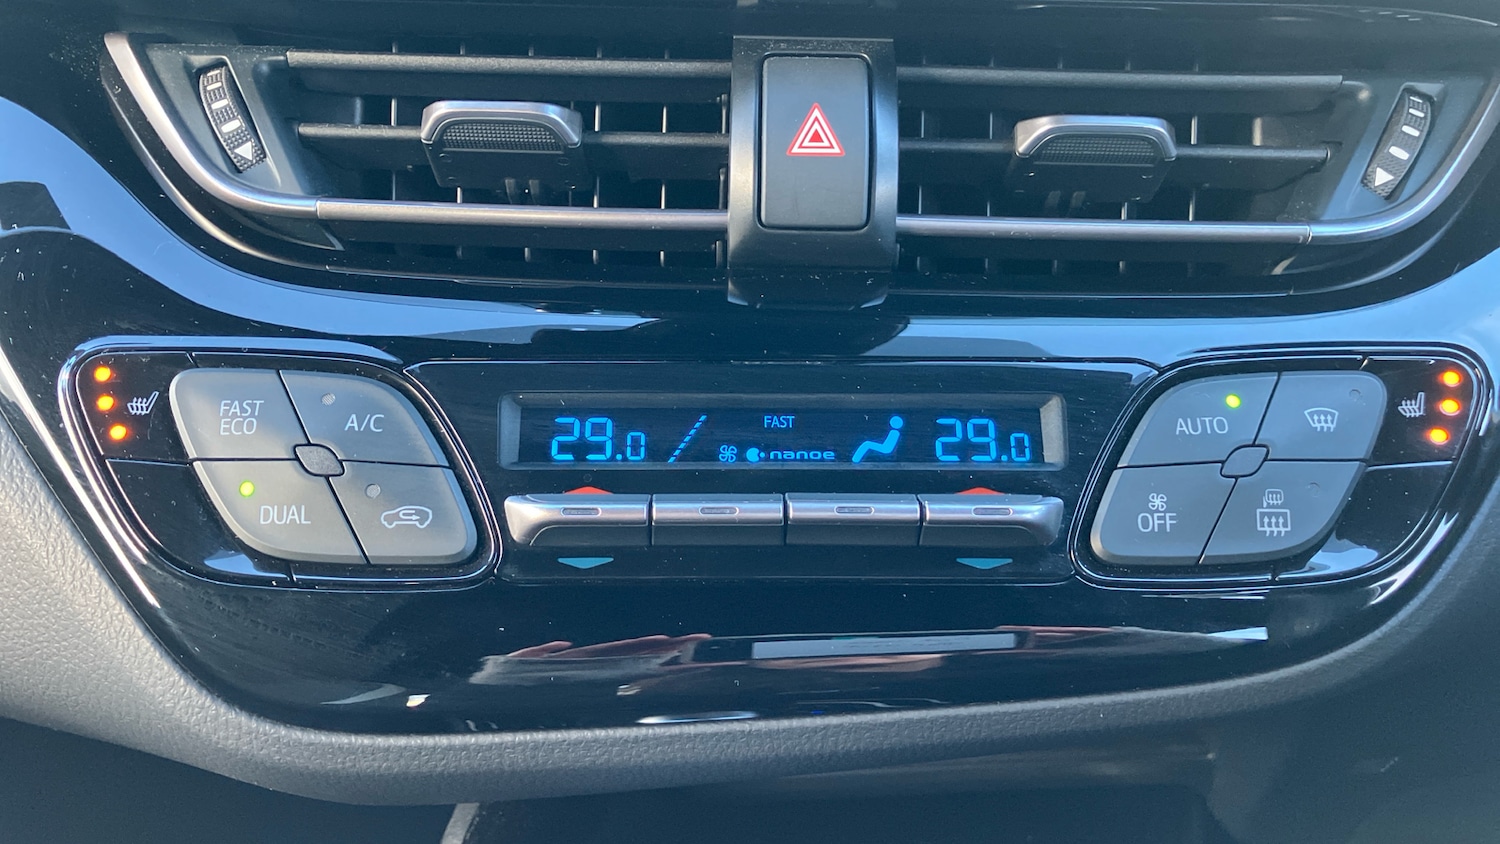 FAST
ECO
A/C
DUAL
29.0
FAST
nanoe
29.0
AUTO
OFF